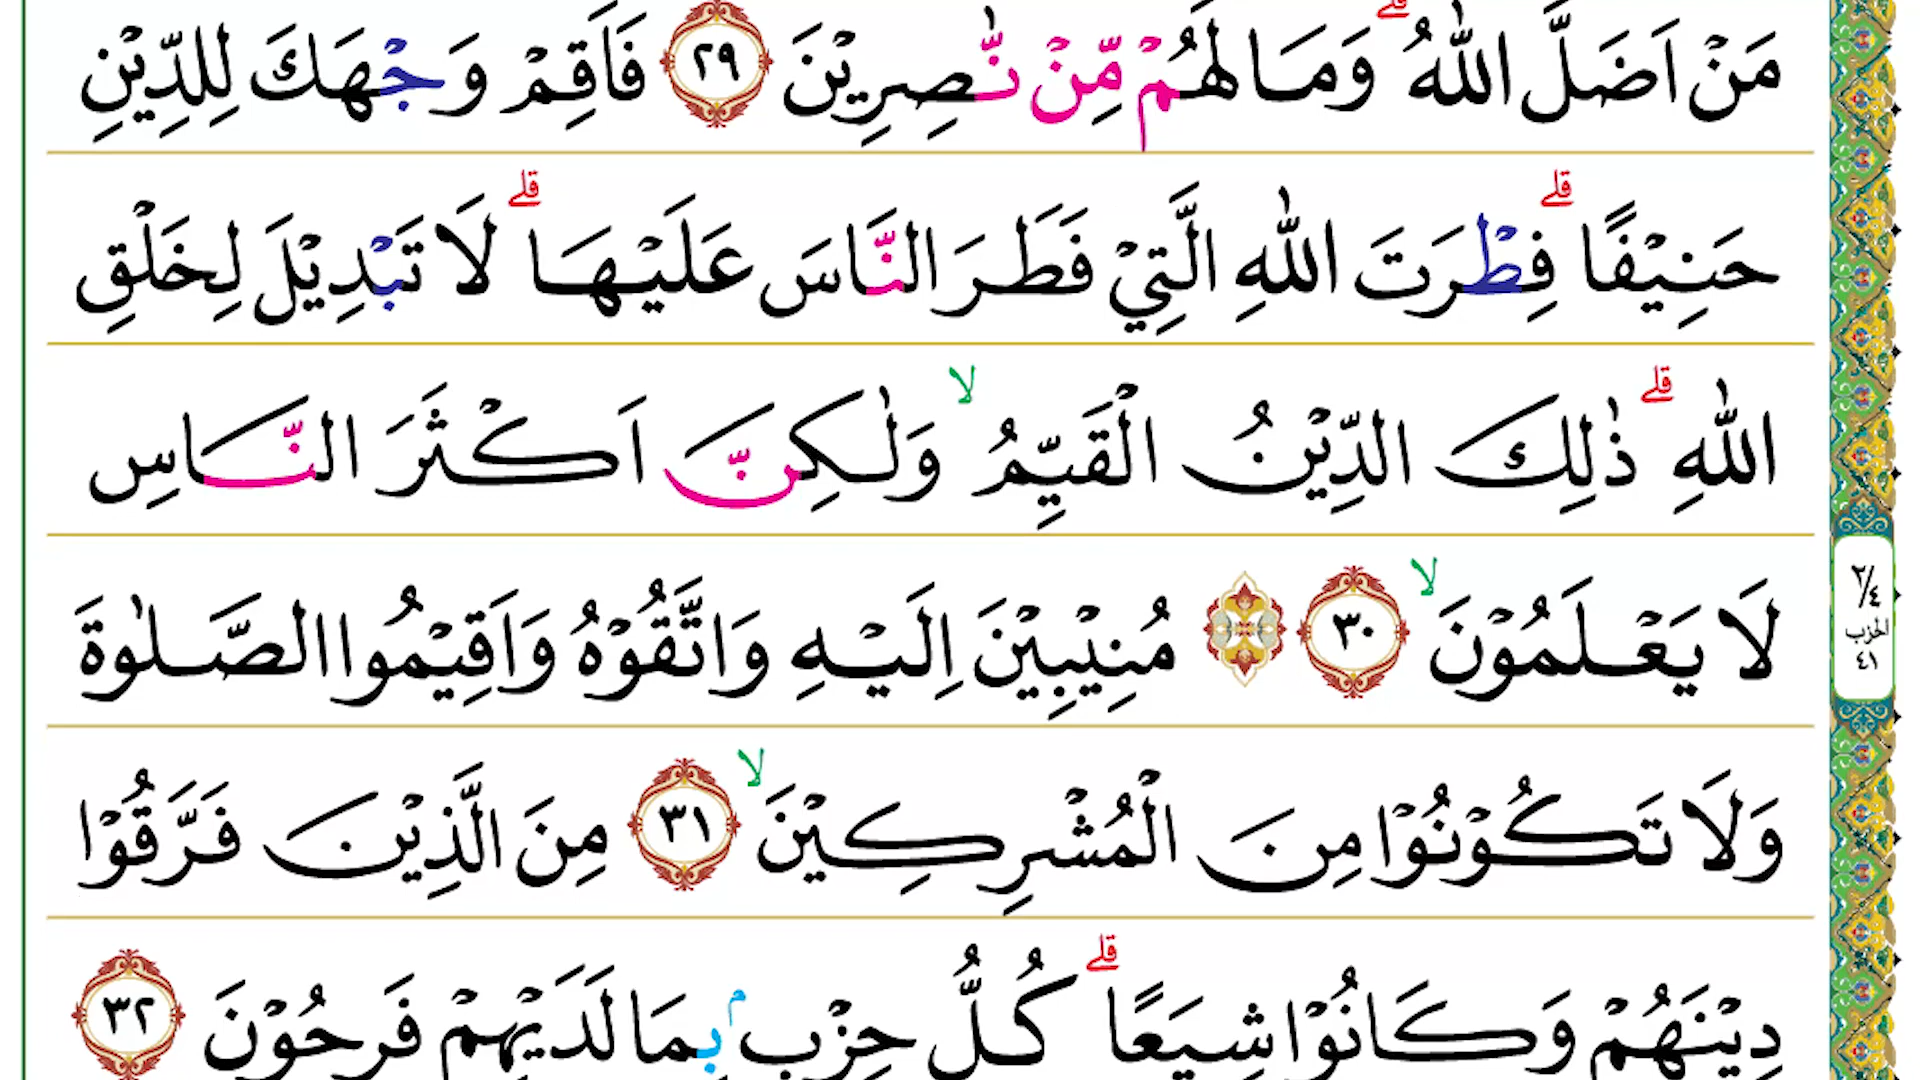 مَنْ اَضَلَّ اللّٰهُ ۗ وَمَا لَهُمْ مِّنْ نّٰصِرِيْنَ ٢٩ فَاَقِمْ وَجْهَكَ لِلدِّيْنِ
حَنِيْفًا ۗ فِطْرَتَ اللّٰهِ الَّتِيْ فَطَرَ النَّاسَ عَلَيْهَا ۗ لَا تَبْدِيْلَ لِخَلْقِ
اللّٰهِ ۗ ذٰلِكَ الدِّيْنُ الْقَيِّمُ ۙ وَلٰكِنَّ اَكْثَرَ النَّاسِ
لَا يَعْلَمُوْنَ ۙ ٣٠ ۞ مُنِيْبِيْنَ اِلَيْهِ وَاتَّقُوْهُ وَاَقِيْمُوا الصَّلٰوةَ
٢/٤
الحزب
٤١
وَلَا تَكُوْنُوْا مِنَ الْمُشْرِكِيْنَ ۙ ٣١ مِنَ الَّذِيْنَ فَرَّقُوْا
دِيْنَهُمْ وَكَانُوْا شِيَعًا ۗ كُلُّ حِزْبٍۢ بِمَا لَدَيْهِمْ فَرِحُوْنَ ٣٢